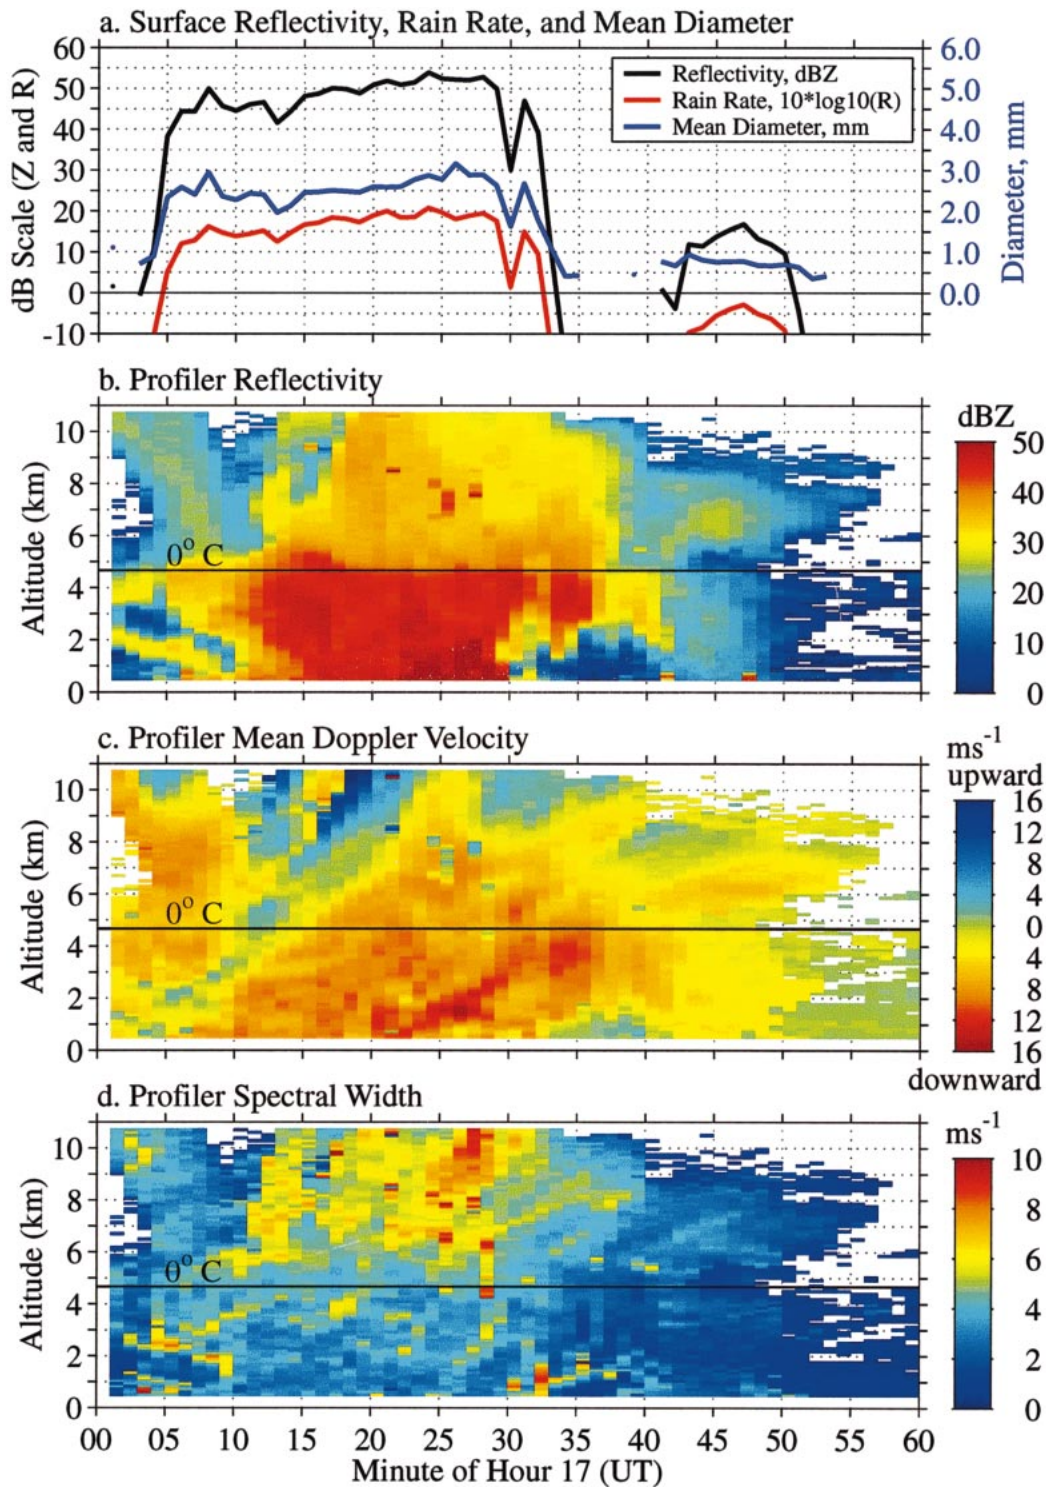 a. Surface Reflectivity, Rain Rate, and Mean Diameter
60
50
40
30
20
10
0
-10
dB Scale (Z and R)
Reflectivity, dBZ
Rain Rate, 10*log10(R)
Mean Diameter, mm
6.0
5.0
4.0
3.0
2.0
1.0
0.0
Diameter, mm
b. Profiler Reflectivity
10
8
6
4
2
0
Altitude (km)
0° C
dBZ
50
40
30
20
10
0
c. Profiler Mean Doppler Velocity
10
8
6
4
2
0
Altitude (km)
0° C
ms-1
upward
16
12
8
4
0
4
8
12
16
downward
d. Profiler Spectral Width
10
8
6
4
2
0
Altitude (km)
0° C
ms-1
10
8
6
4
2
0
00 05 10 15 20 25 30 35 40 45 50 55 60
Minute of Hour 17 (UT)